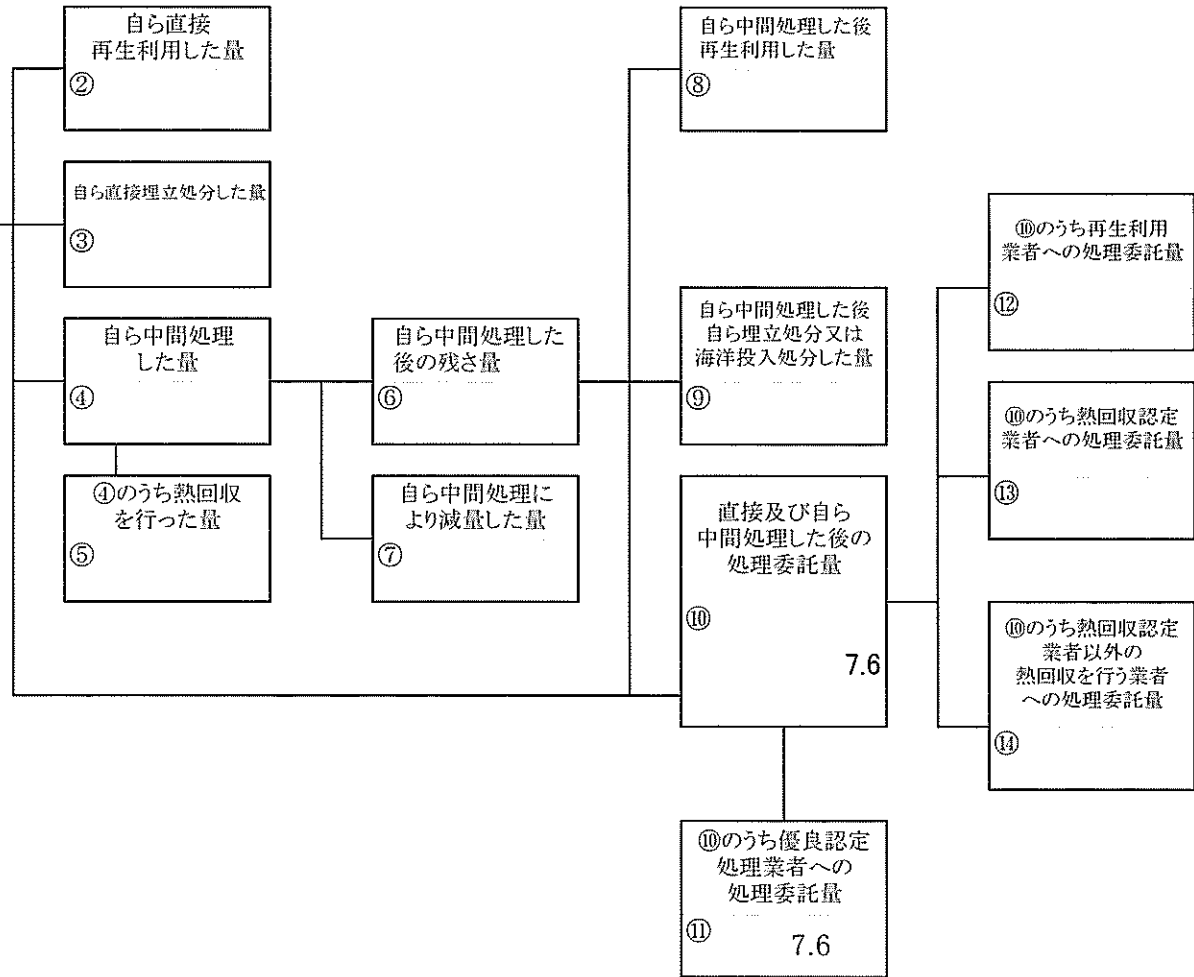 自ら直接
再生利用した量
②
自ら直接埋立処分した量
③
自ら中間処理
した量
④
④のうち熱回収
を行った量
⑤
自ら中間処理した
後の残さ量
⑥
自ら中間処理に
より減量した量
⑦
自ら中間処理した後
再生利用した量
⑧
自ら中間処理した後
自ら埋立処分又は
海洋投入処分した量
⑨
直接及び自ら
中間処理した後の
処理委託量
⑩
7.6
⑩のうち優良認定
処理業者への
処理委託量
⑪ 7.6
⑩のうち再生利用
業者への処理委託量
⑫
⑩のうち熱回収認定
業者への処理委託量
⑬
⑩のうち熱回収認定
業者以外の
熱回収を行う業者
への処理委託量
⑭